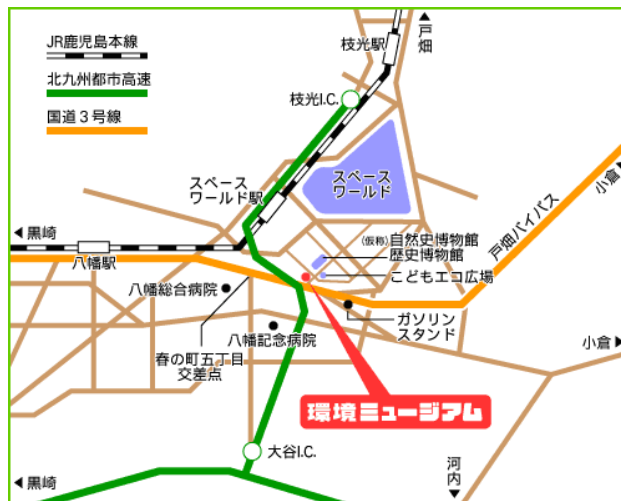 JR鹿児島本線
北九州都市高速
国道3号線
枝光駅
戸畑
枝光I.C.
スペース
ワールド駅
スペース
ワールド
小倉
戸畑バイパス
黒崎
八幡駅
(仮称)自然史博物館
歴史博物館
こどもエコ広場
八幡総合病院
八幡記念病院
ガソリン
スタンド
春の町五丁目
交差点
小倉
環境ミュージアム
大谷I.C.
黒崎
河内